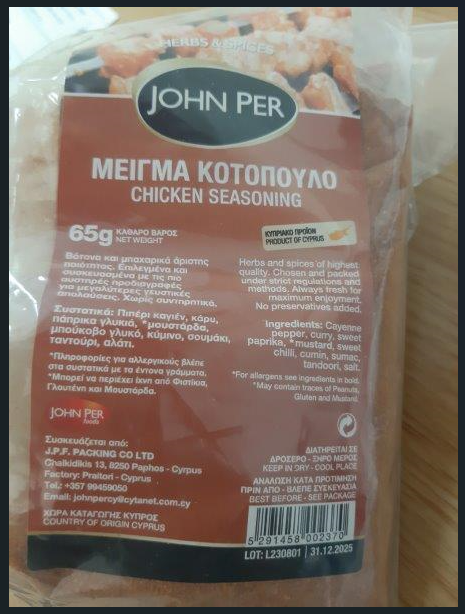 HERBS & SPICES
JOHN PER
ΜΕΙΓΜΑ ΚΟΤΟΠΟΥΛΟ
CHICKEN SEASONING
65g ΚΑΘΑΡΟ ΒΑΡΟΣ
NET WEIGHT
ΚΥΠΡΙΑΚΟ ΠΡΟΪΟΝ
PRODUCT OF CYPRUS
Βότανα και μπαχαρικά άριστης
ποιότητας. Επιλεγμένα και
συσκευασμένα με τις πιο
αυστηρές προδιαγραφές
για μεγαλύτερες γευστικές
απολαύσεις. Χωρίς συντηρητικά.
Συστατικά: Πιπέρι καγιέν, κάρυ,
πάπρικα γλυκιά, *μουστάρδα,
μπούκοβο γλυκό, κύμινο, σουμάκι,
ταντούρι, αλάτι.
*Πληροφορίες για αλλεργικούς βλέπε
στα συστατικά με τα έντονα γράμματα.
*Μπορεί να περιέχει ίχνη από Φιστίκια,
Γλουτένη και Μουστάρδα.
Herbs and spices of highest
quality. Chosen and packed
under strict regulations and
methods. Always fresh for
maximum enjoyment.
No preservatives added.
Ingredients: Cayenne
pepper, curry, sweet
paprika, *mustard, sweet
chilli, cumin, sumac,
tandoori, salt.
*For allergens see ingredients in bold.
*May contain traces of Peanuts,
Gluten and Mustard.
JOHN PER
foods
Συσκευάζεται από:
J.P.F. PACKING CO LTD
Chalkidikis 13, 8250 Paphos - Cyprus
Factory: Praitori - Cyprus
Tel.: +357 99459050
Email: johnpercy@cytanet.com.cy
ΧΩΡΑ ΚΑΤΑΓΩΓΗΣ ΚΥΠΡΟΣ
COUNTRY OF ORIGIN CYPRUS
ΔΙΑΤΗΡΕΙΤΑΙ ΣΕ
ΔΡΟΣΕΡΟ - ΞΗΡΟ ΜΕΡΟΣ
KEEP IN DRY - COOL PLACE
ΑΝΑΛΩΣΗ ΚΑΤΑ ΠΡΟΤΙΜΗΣΗ
ΠΡΙΝ ΑΠΟ - ΒΛΕΠΕ ΣΥΣΚΕΥΑΣΙΑ
BEST BEFORE - SEE PACKAGE
5 291458 002370
LOT: L230801 | 31.12.2025